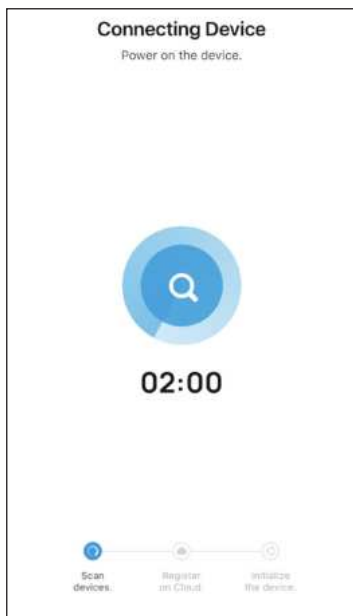 Connecting Device
Power on the device.
02:00
Scan
devices.
Register
on Cloud.
Initialize
the device.